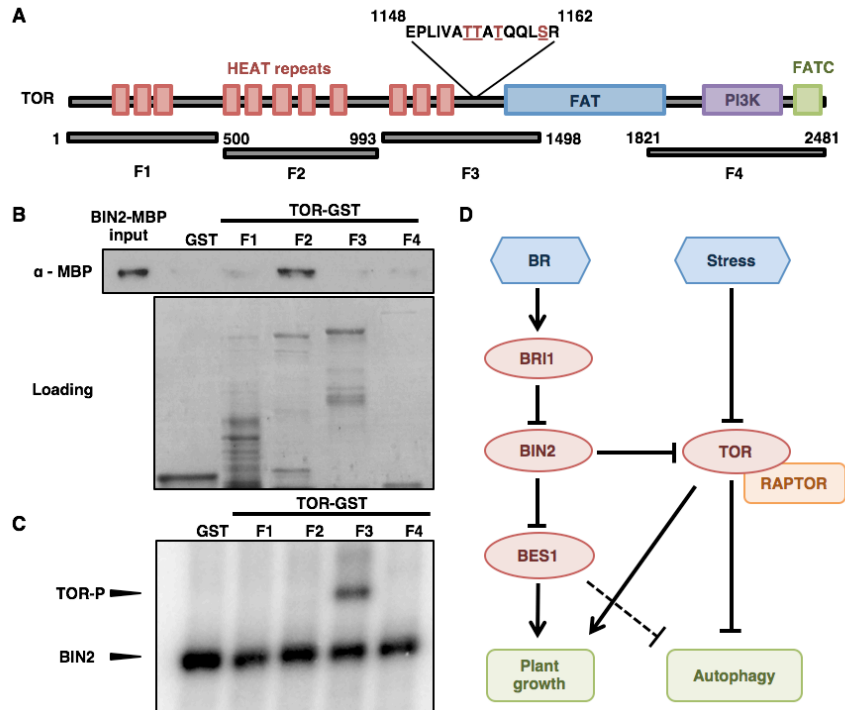 A
1148
1162
EPLIVATTATQQLSR
HEAT repeats
FATC
TOR
FAT
PI3K
1
500
993
1498
1821
2481
F1
F2
F3
F4
B
BIN2-MBP
input
TOR-GST
GST
F1
F2
F3
F4
α - MBP
Loading
C
TOR-GST
GST
F1
F2
F3
F4
TOR-P
BIN2
D
BR
Stress
BRI1
BIN2
TOR
RAPTOR
BES1
Plant
growth
Autophagy